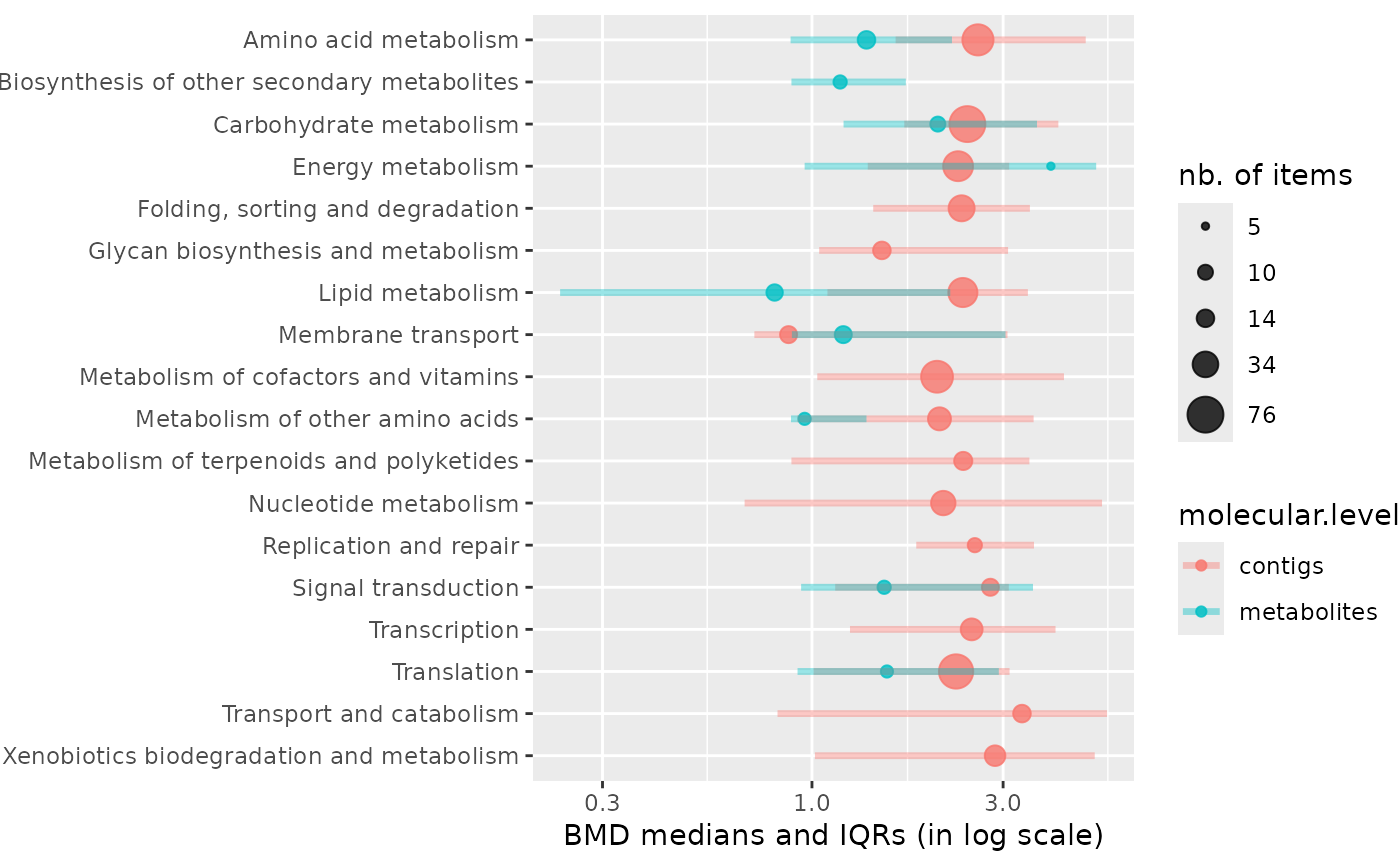 Amino acid metabolism
Biosynthesis of other secondary metabolites
Carbohydrate metabolism
Energy metabolism
Folding, sorting and degradation
Glycan biosynthesis and metabolism
Lipid metabolism
Membrane transport
Metabolism of cofactors and vitamins
Metabolism of other amino acids
Metabolism of terpenoids and polyketides
Nucleotide metabolism
Replication and repair
Signal transduction
Transcription
Translation
Transport and catabolism
Xenobiotics biodegradation and metabolism
0.3 1.0 3.0
BMD medians and IQRs (in log scale)
nb. of items
5
10
14
34
76
molecular.level
contigs
metabolites